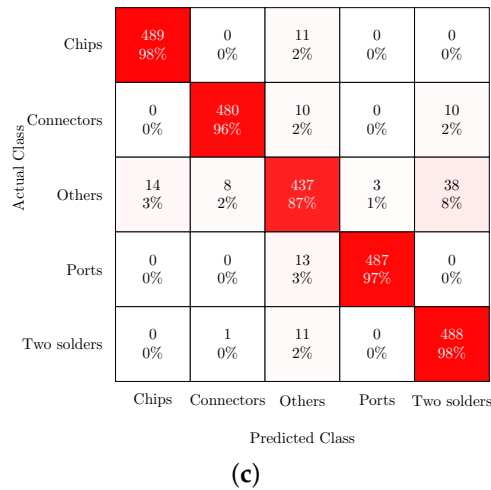 Chips
489 0 11 0 0
98% 0% 2% 0% 0%
Connectors
0 480 10 0 10
0% 96% 2% 0% 2%
Actual Class
Others
14 8 437 3 38
3% 2% 87% 1% 8%
Ports
0 0 13 487 0
0% 0% 3% 97% 0%
Two solders
0 1 11 0 488
0% 0% 2% 0% 98%
Chips Connectors Others Ports Two solders
Predicted Class
(c)